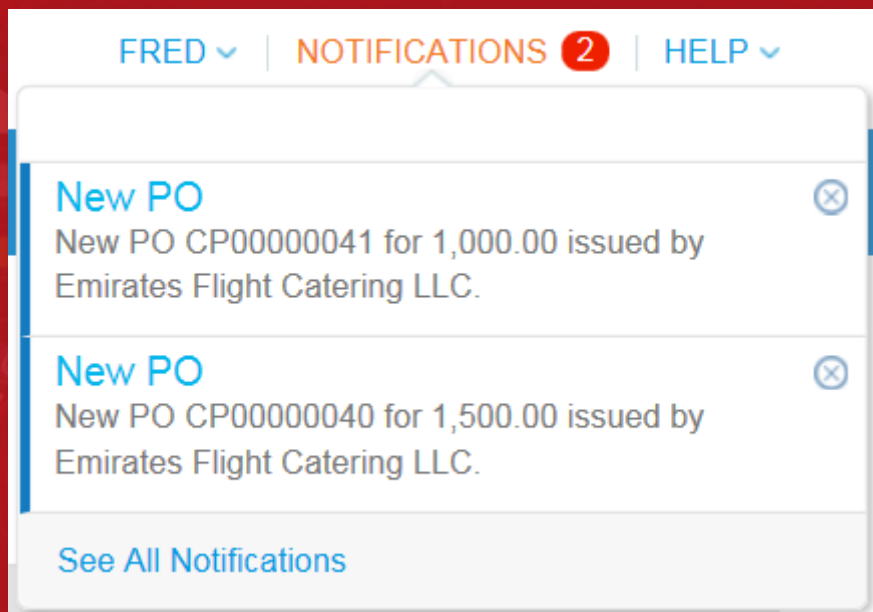 FRED NOTIFICATIONS 2 HELP
New PO
New PO CP00000041 for 1,000.00 issued by
Emirates Flight Catering LLC.
New PO
New PO CP00000040 for 1,500.00 issued by
Emirates Flight Catering LLC.
See All Notifications